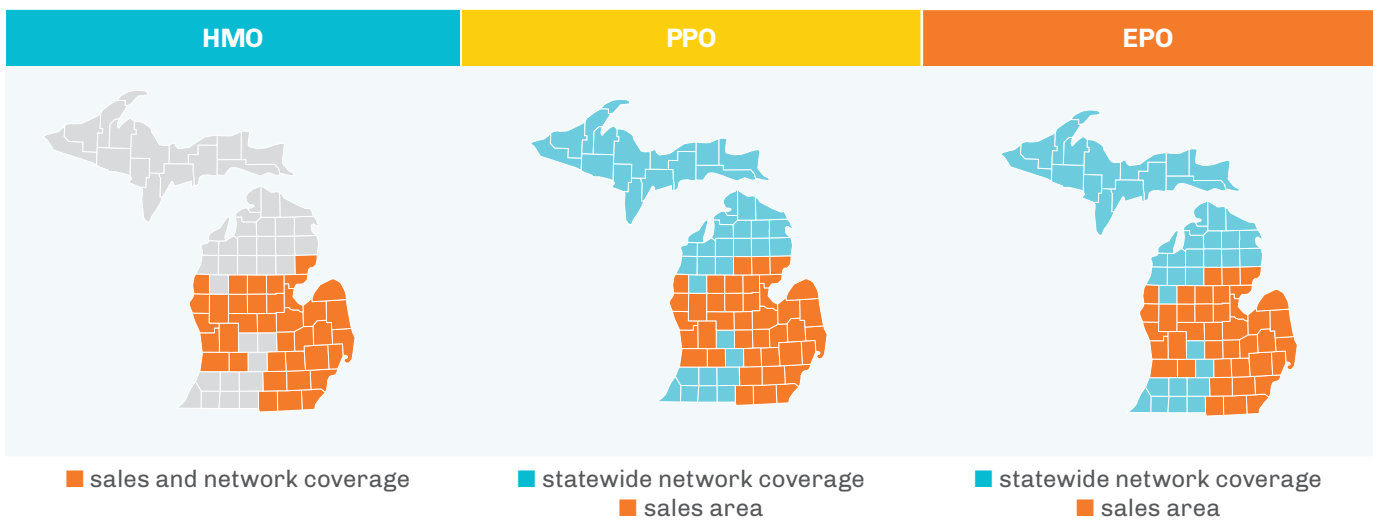 HMO
PPO
EPO
sales and network coverage
statewide network coverage
sales area
statewide network coverage
sales area